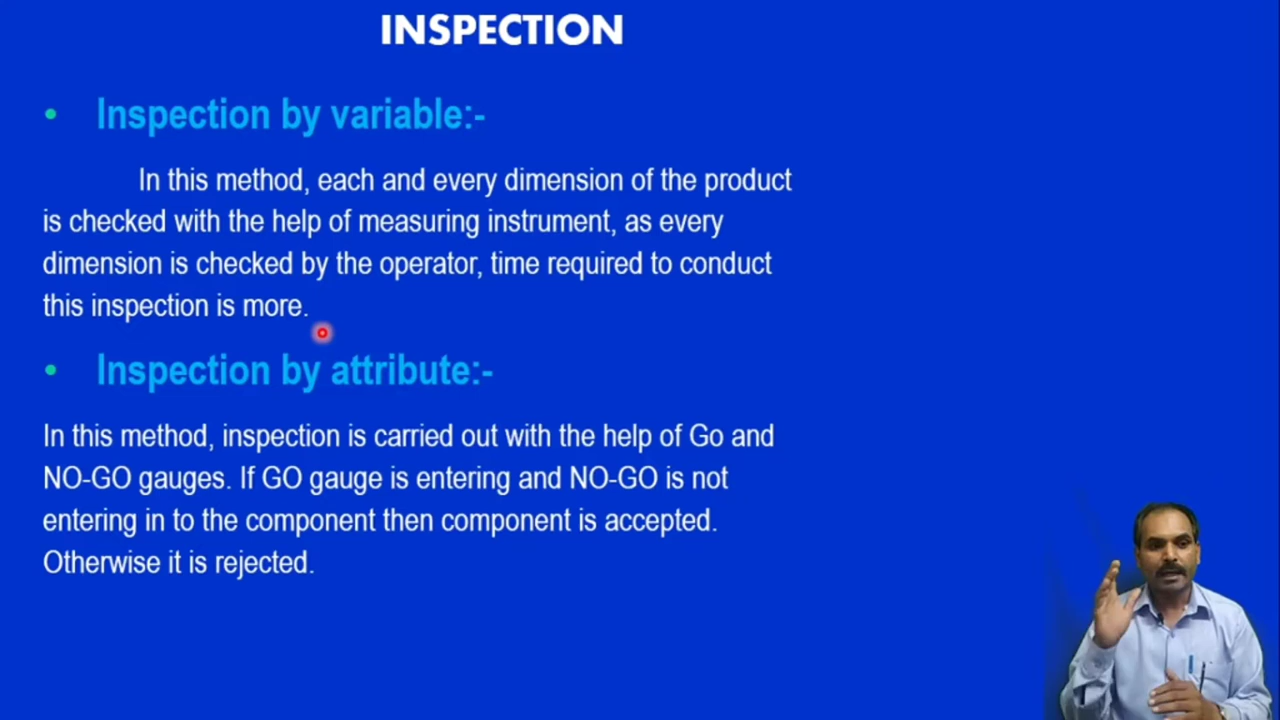 INSPECTION
• Inspection by variable:-
In this method, each and every dimension of the product
is checked with the help of measuring instrument, as every
dimension is checked by the operator, time required to conduct
this inspection is more.
• Inspection by attribute:-
In this method, inspection is carried out with the help of Go and
NO-GO gauges. If GO gauge is entering and NO-GO is not
entering in to the component then component is accepted.
Otherwise it is rejected.